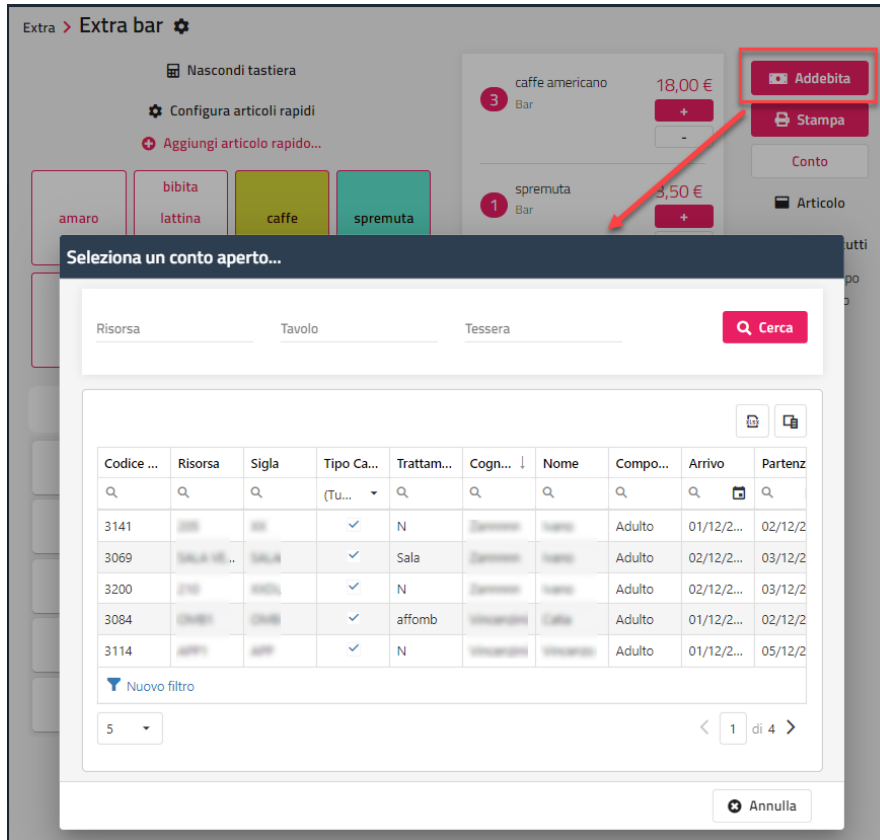 Extra > Extra bar
Nascondi tastiera
Configura articoli rapidi
Aggiungi articolo rapido...
amaro
bibita
lattina
caffe
spremuta
3
caffe americano
Bar
18,00 €
+
-
1
spremuta
Bar
3,50 €
+
Addebita
Stampa
Conto
Articolo
utti
po
Seleziona un conto aperto...
Risorsa Tavolo Tessera Cerca
Codice ... Risorsa Sigla Tipo Ca... Trattam... Cogn... ↓ Nome Compo... Arrivo Partenz
(Tu...
3141 N Adulto 01/12/2... 02/12/2
3069 Sala Adulto 02/12/2... 03/12/2
3200 N Adulto 02/12/2... 03/12/2
3084 affomb Adulto 01/12/2... 02/12/2
3114 N Adulto 01/12/2... 05/12/2
Nuovo filtro
5
1 di 4
Annulla